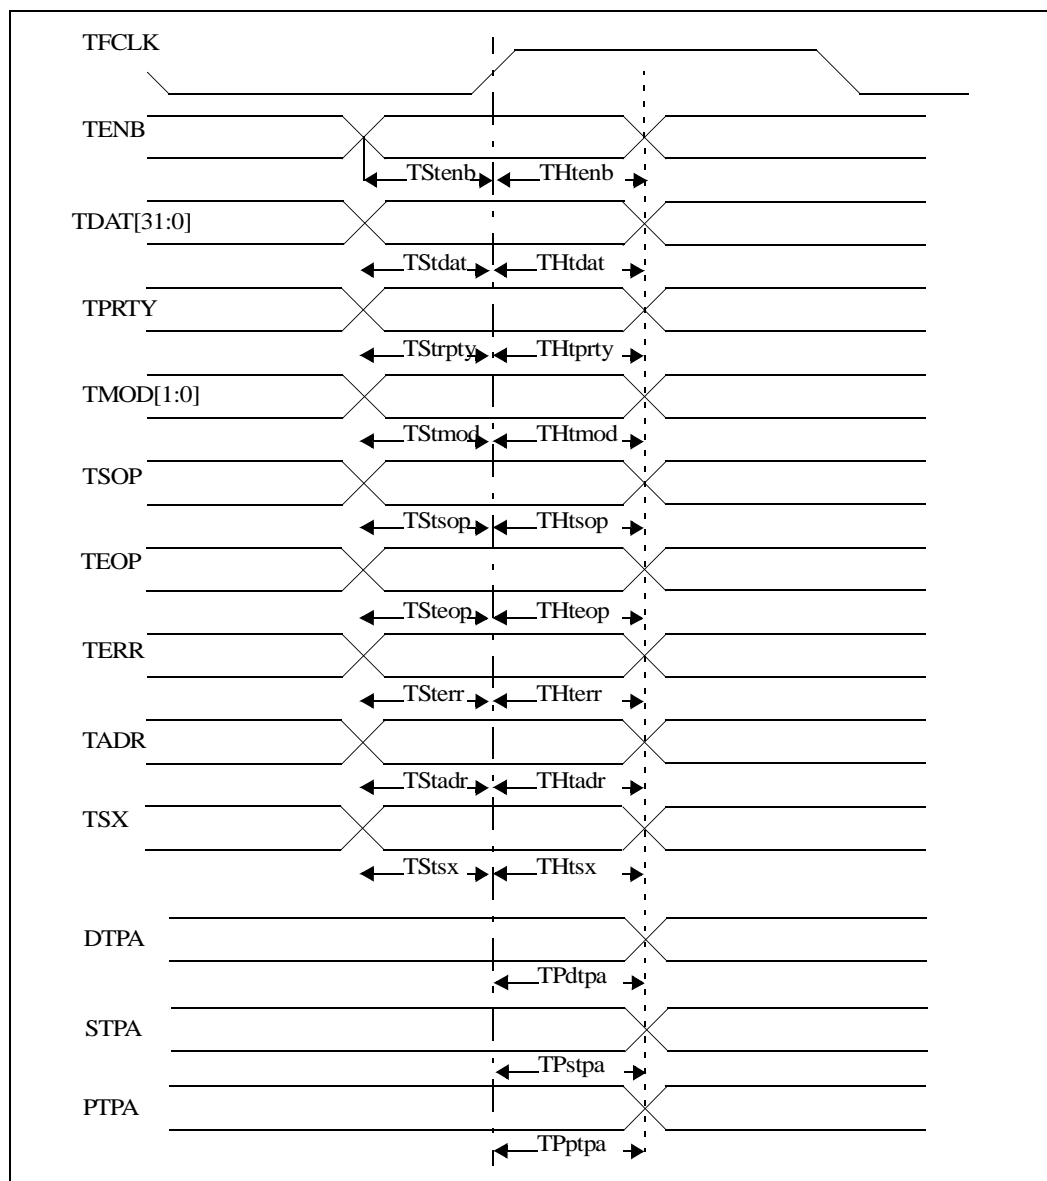 TFCLK
TENB
TStenb THtenb
TDAT[31:0]
TStdat THtdat
TPRTY
TStrpty THtprty
TMOD[1:0]
TStmod THtmod
TSOP
TStsop THtsop
TEOP
TSteop THteop
TERR
TSterr THterr
TADR
TStadr THtadr
TSX
TStsx THtsx
DTPA
TPdtpa
STPA
TPstpa
PTPA
TPptpa